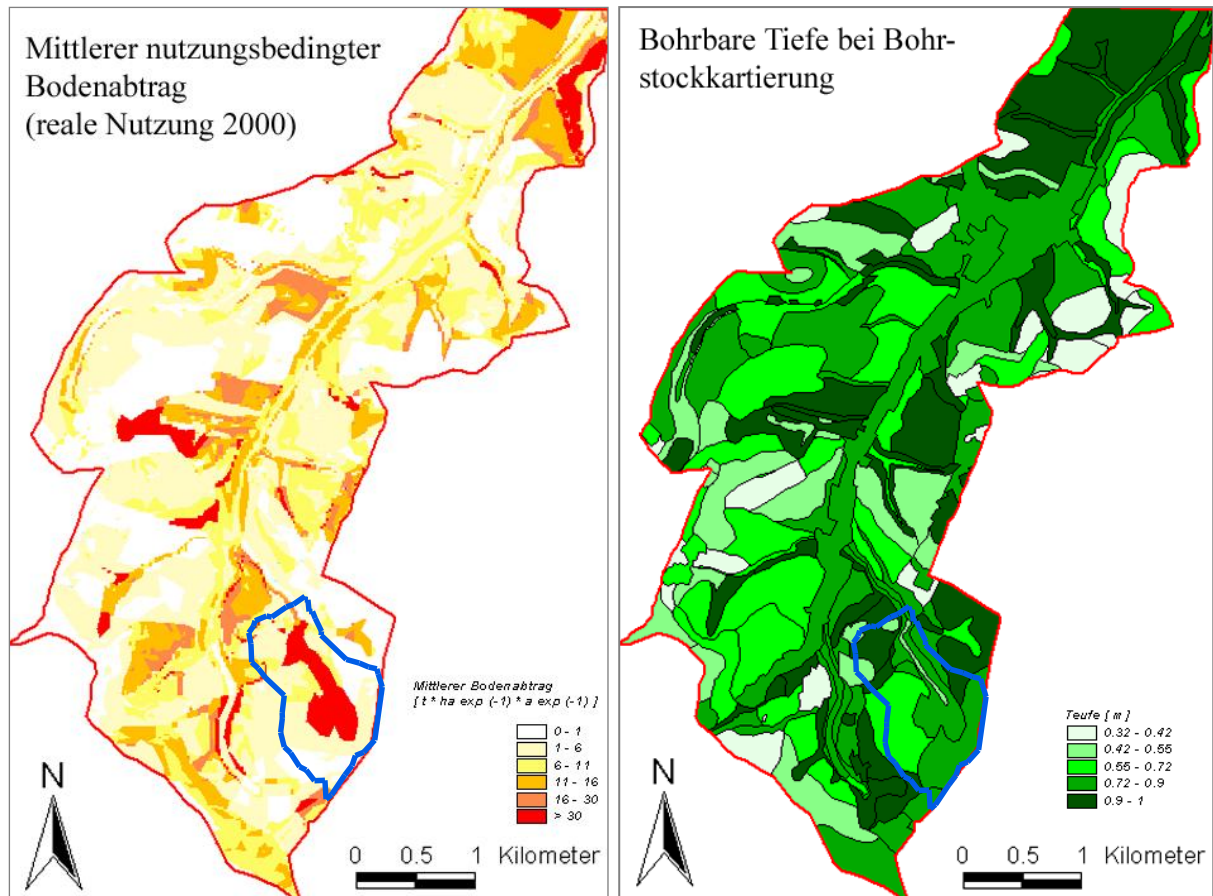 Mittlerer nutzungsbedingter
Bodenabtrag
(reale Nutzung 2000)
Mittlerer Bodenabtrag
[ t * ha exp (-1) * a exp (-1) ]
0 - 1
1 - 6
6 - 11
11 - 16
16 - 30
> 30
N
0 0.5 1 Kilometer
Bohrbare Tiefe bei Bohr-
stockkartierung
Teufe [ m ]
0.32 - 0.42
0.42 - 0.55
0.55 - 0.72
0.72 - 0.9
0.9 - 1
N
0 0.5 1 Kilometer